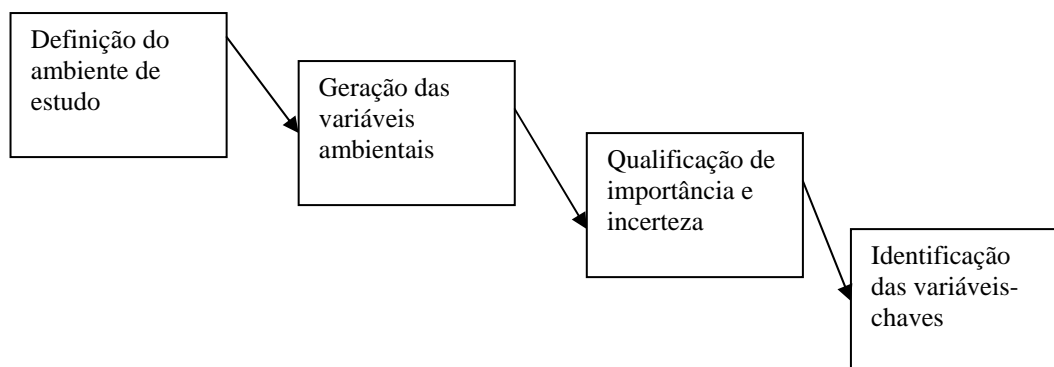 Definição do
ambiente de
estudo
Geração das
variáveis
ambientais
Qualificação de
importância e
incerteza
Identificação
das variáveis-
chaves